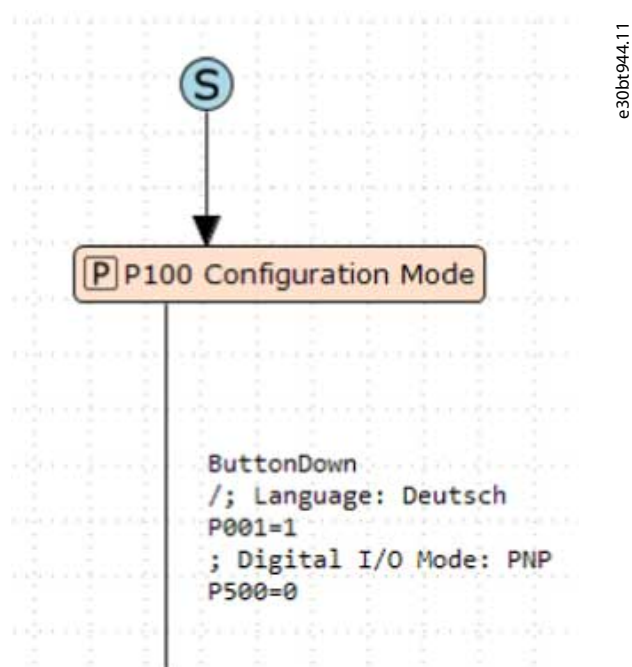 S
P P100 Configuration Mode
ButtonDown
/; Language: Deutsch
P001=1
; Digital I/O Mode: PNP
P500=0
e30bt944.11